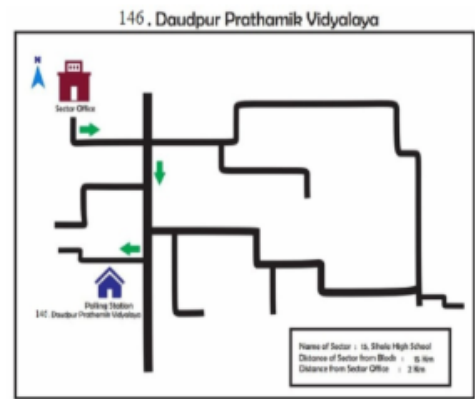 146. Daudpur Prathamik Vidyalaya
N
Sector Office
Polling Station
146. Daudpur Prathamik Vidyalaya
Name of Sector : 15, Sihala High School
Distance of Sector from Block : 15 Km
Distance from Sector Office : 2 Km